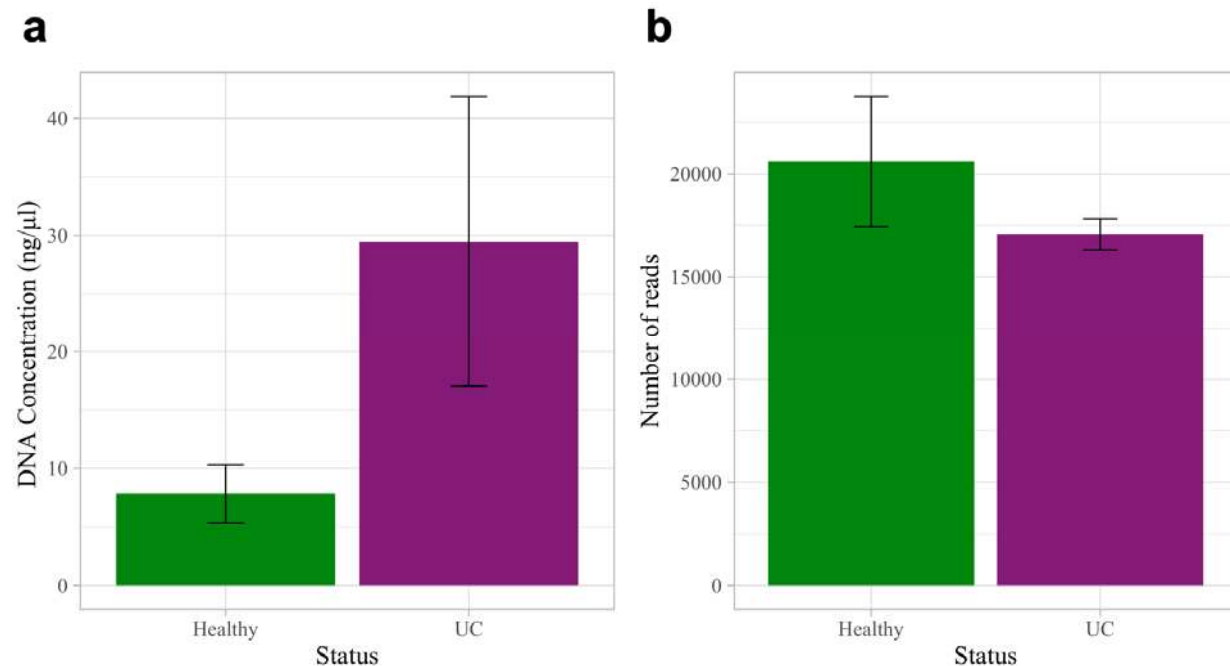 a
DNA Concentration (ng/µl)
40
30
20
10
0
Healthy
UC
Status
b
Number of reads
20000
15000
10000
5000
0
Healthy
UC
Status